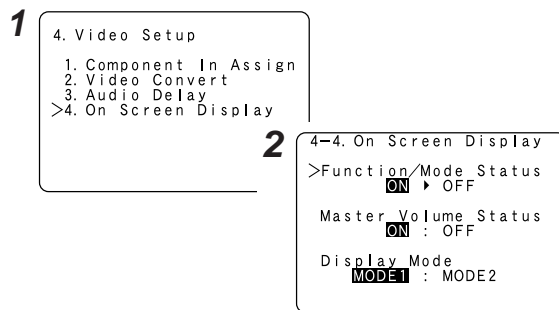 1
4. Video Setup
1. Component In Assign
2. Video Convert
3. Audio Delay
>4. On Screen Display
2
4-4. On Screen Display
>Function/Mode Status
ON ▸ OFF
Master Volume Status
ON : OFF
Display Mode
MODE1 : MODE2